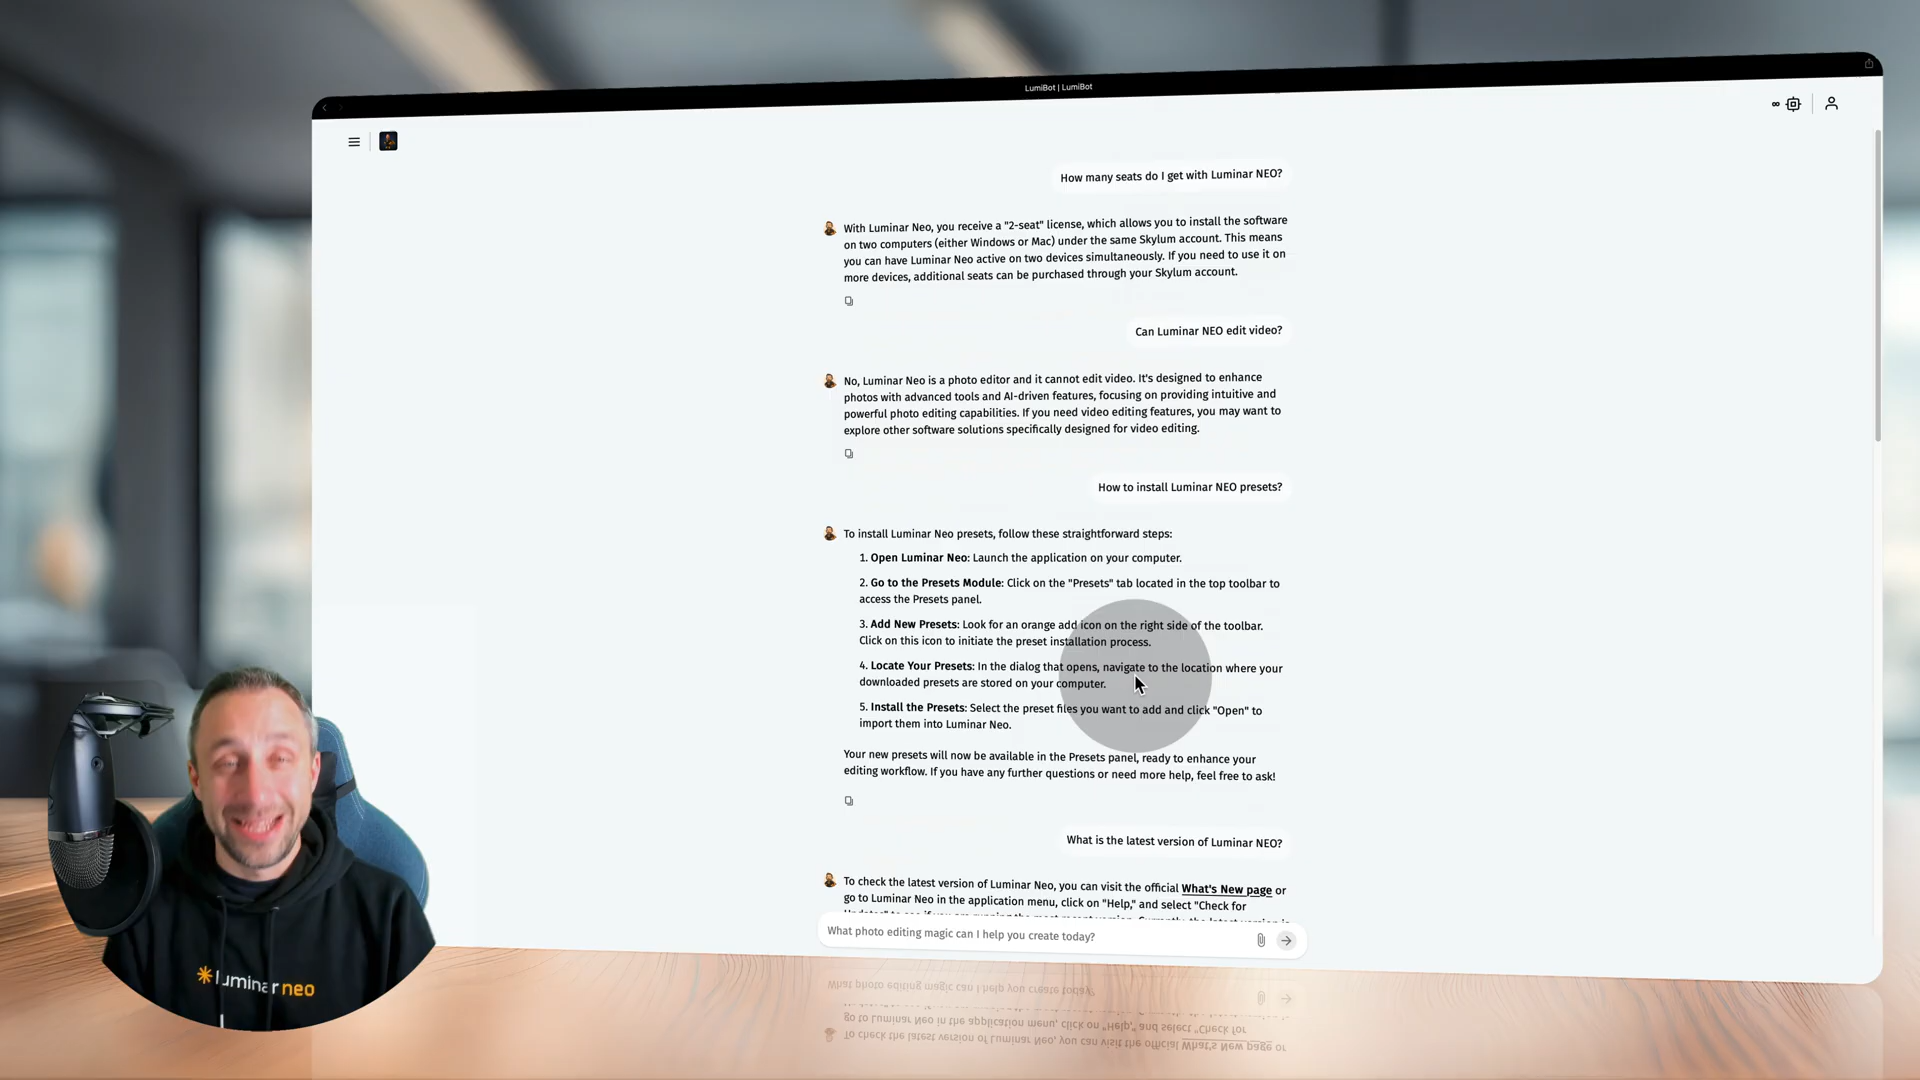 LumiBot | LumiBot
How many seats do I get with Luminar NEO?
With Luminar Neo, you receive a "2-seat" license, which allows you to install the software
on two computers (either Windows or Mac) under the same Skylum account. This means
you can have Luminar Neo active on two devices simultaneously. If you need to use it on
more devices, additional seats can be purchased through your Skylum account.
Can Luminar NEO edit video?
No, Luminar Neo is a photo editor and it cannot edit video. It's designed to enhance
photos with advanced tools and AI-driven features, focusing on providing intuitive and
powerful photo editing capabilities. If you need video editing features, you may want to
explore other software solutions specifically designed for video editing.
How to install Luminar NEO presets?
To install Luminar Neo presets, follow these straightforward steps:
1. Open Luminar Neo: Launch the application on your computer.
2. Go to the Presets Module: Click on the "Presets" tab located in the top toolbar to
access the Presets panel.
3. Add New Presets: Look for an orange add icon on the right side of the toolbar.
Click on this icon to initiate the preset installation process.
4. Locate Your Presets: In the dialog that opens, navigate to the location where your
downloaded presets are stored on your computer.
5. Install the Presets: Select the preset files you want to add and click "Open" to
import them into Luminar Neo.
Your new presets will now be available in the Presets panel, ready to enhance your
editing workflow. If you have any further questions or need more help, feel free to ask!
What is the latest version of Luminar NEO?
To check the latest version of Luminar Neo, you can visit the official What's New page or
go to Luminar Neo in the application menu, click on "Help," and select "Check for
What photo editing magic can I help you create today?
luminar neo